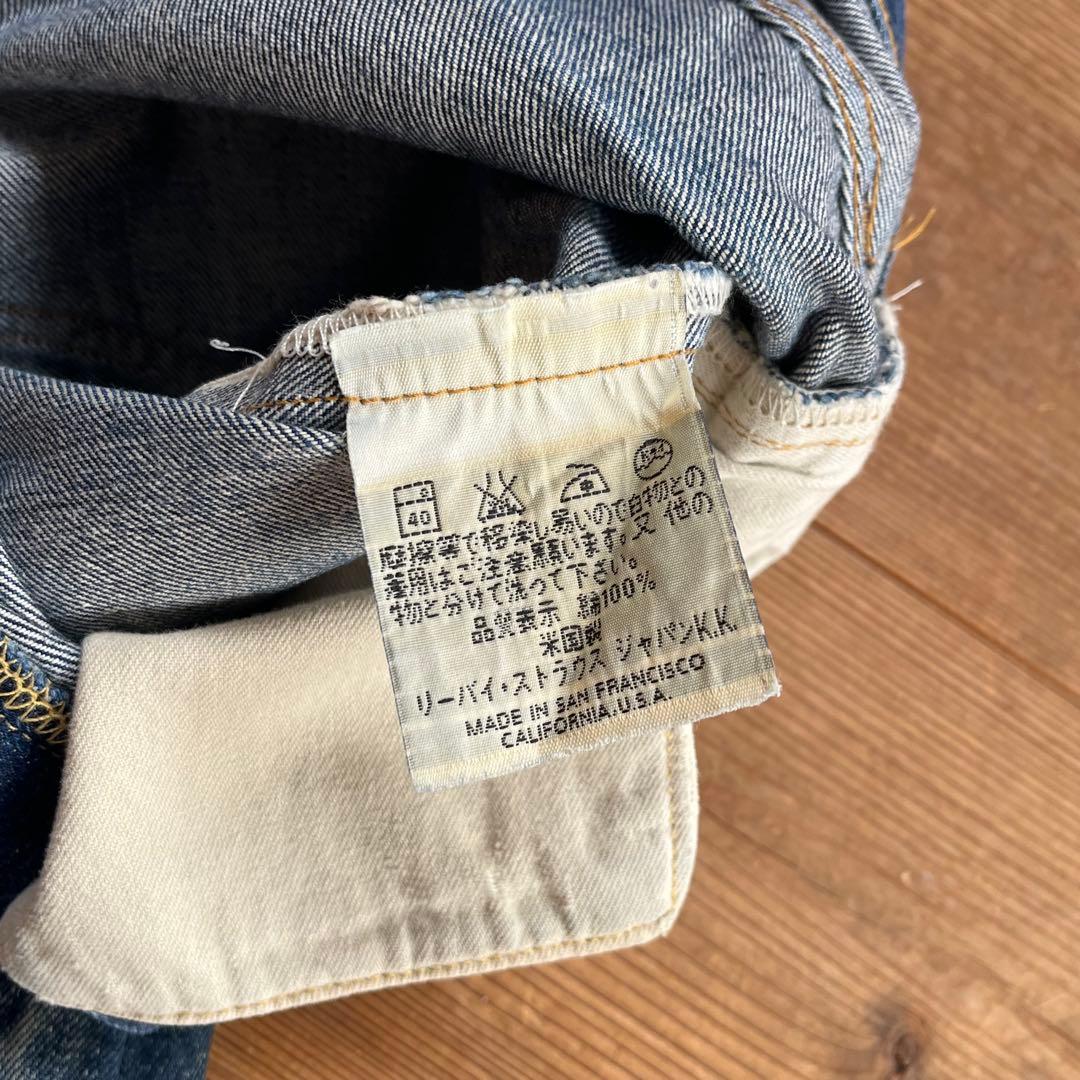 40
摩擦等で移染し易いので白物との
着用はご注意願います。又 他の
物と分けて洗って下さい。
品質表示 綿100%
米国製
リーバイ・ストラウス ジャパンK.K.
MADE IN SAN FRANCISCO
CALIFORNIA, U.S.A.